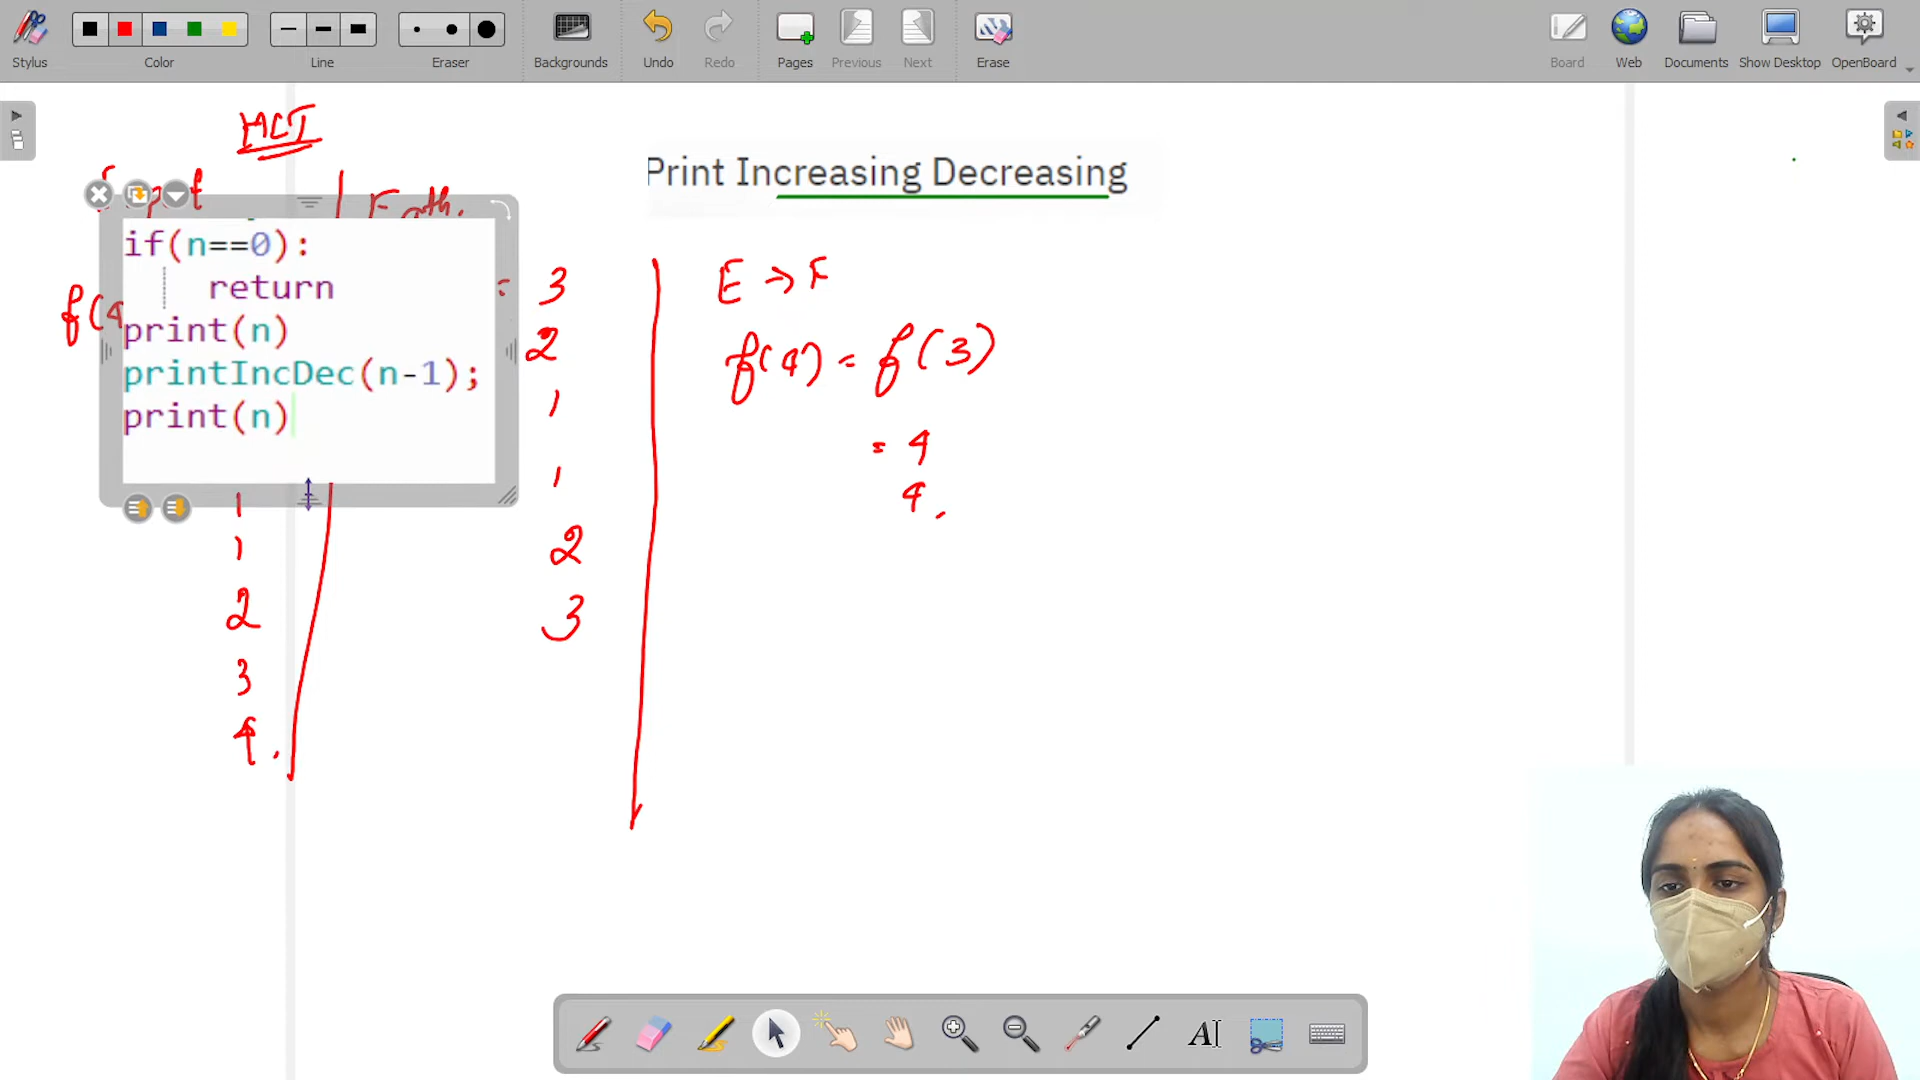 Stylus
Color
Line
Eraser
Backgrounds
Undo
Redo
Pages
Previous
Next
Erase
Board
Web
Documents
Show Desktop
OpenBoard
Print Increasing Decreasing
if(n==0):
return
print(n)
printIncDec(n-1);
print(n)
f(4
1
1
2
3
4.
= 3
2
1
1
2
3
E → F
f(4) = f(3)
= 4
4.